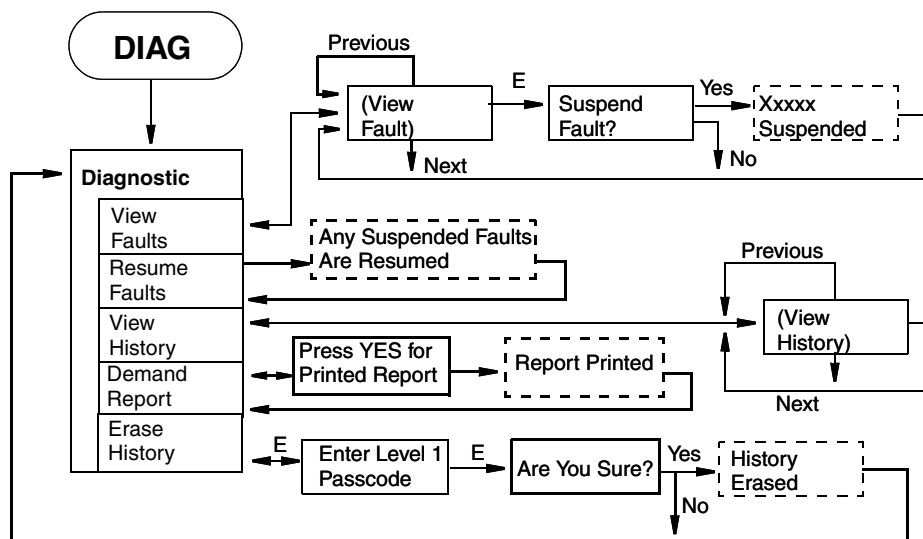 DIAG
Previous
(View
Fault)
E
Suspend
Fault?
Yes
Xxxxx
Suspended
No
Next
Diagnostic
View
Faults
Any Suspended Faults
Are Resumed
Resume
Faults
Previous
View
History
(View
History)
Press YES for
Printed Report
Report Printed
Demand
Report
Next
Erase
History
E
Enter Level 1
Passcode
E
Are You Sure?
Yes
History
Erased
No